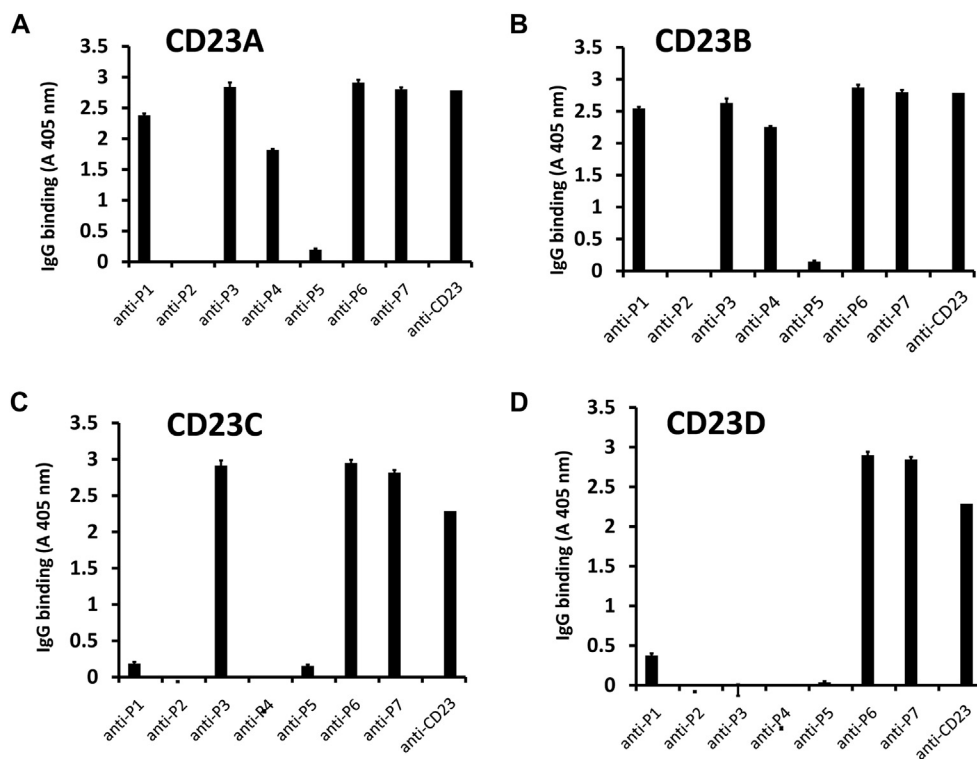 A
CD23A
IgG binding (A 405 nm)
3.5
3
2.5
2
1.5
1
0.5
0
anti-P1
anti-P2
anti-P3
anti-P4
anti-P5
anti-P6
anti-P7
anti-CD23
B
CD23B
IgG binding (A 405 nm)
3.5
3
2.5
2
1.5
1
0.5
0
anti-P1
anti-P2
anti-P3
anti-P4
anti-P5
anti-P6
anti-P7
anti-CD23
C
CD23C
IgG binding (A 405 nm)
3.5
3
2.5
2
1.5
1
0.5
0
anti-P1
anti-P2
anti-P3
anti-P4
anti-P5
anti-P6
anti-P7
anti-CD23
D
CD23D
IgG binding (A 405 nm)
3.5
3
2.5
2
1.5
1
0.5
0
anti-P1
anti-P2
anti-P3
anti-P4
anti-P5
anti-P6
anti-P7
anti-CD23